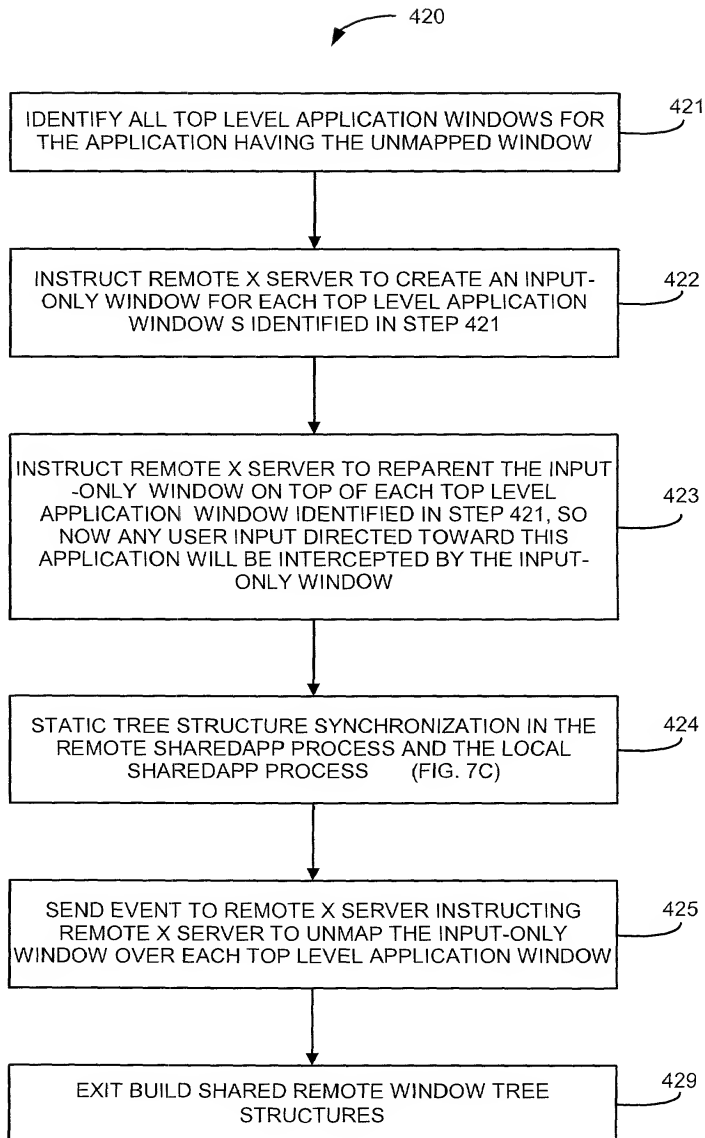 420
IDENTIFY ALL TOP LEVEL APPLICATION WINDOWS FOR
THE APPLICATION HAVING THE UNMAPPED WINDOW
421
INSTRUCT REMOTE X SERVER TO CREATE AN INPUT-
ONLY WINDOW FOR EACH TOP LEVEL APPLICATION
WINDOW S IDENTIFIED IN STEP 421
422
INSTRUCT REMOTE X SERVER TO REPARENT THE INPUT
-ONLY WINDOW ON TOP OF EACH TOP LEVEL
APPLICATION WINDOW IDENTIFIED IN STEP 421, SO
NOW ANY USER INPUT DIRECTED TOWARD THIS
APPLICATION WILL BE INTERCEPTED BY THE INPUT-
ONLY WINDOW
423
STATIC TREE STRUCTURE SYNCHRONIZATION IN THE
REMOTE SHAREDAPP PROCESS AND THE LOCAL
SHAREDAPP PROCESS (FIG. 7C)
424
SEND EVENT TO REMOTE X SERVER INSTRUCTING
REMOTE X SERVER TO UNMAP THE INPUT-ONLY
WINDOW OVER EACH TOP LEVEL APPLICATION WINDOW
425
EXIT BUILD SHARED REMOTE WINDOW TREE
STRUCTURES
429